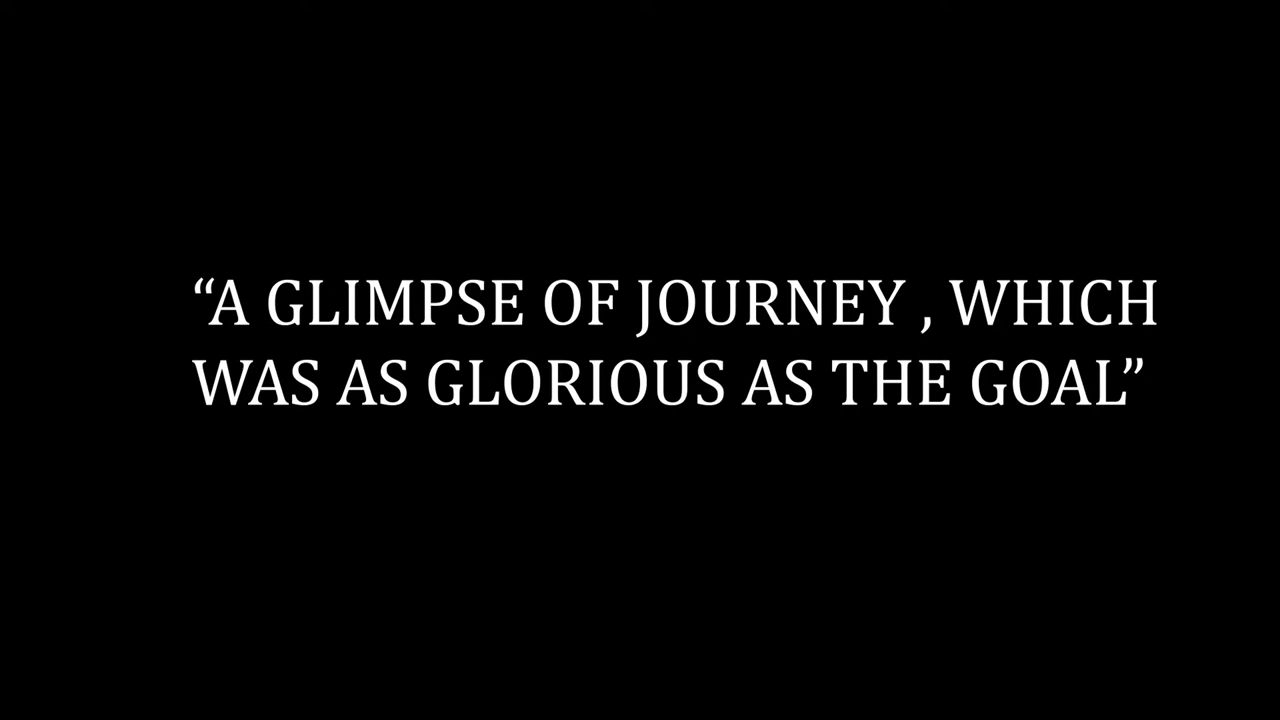 “A GLIMPSE OF JOURNEY , WHICH
WAS AS GLORIOUS AS THE GOAL”